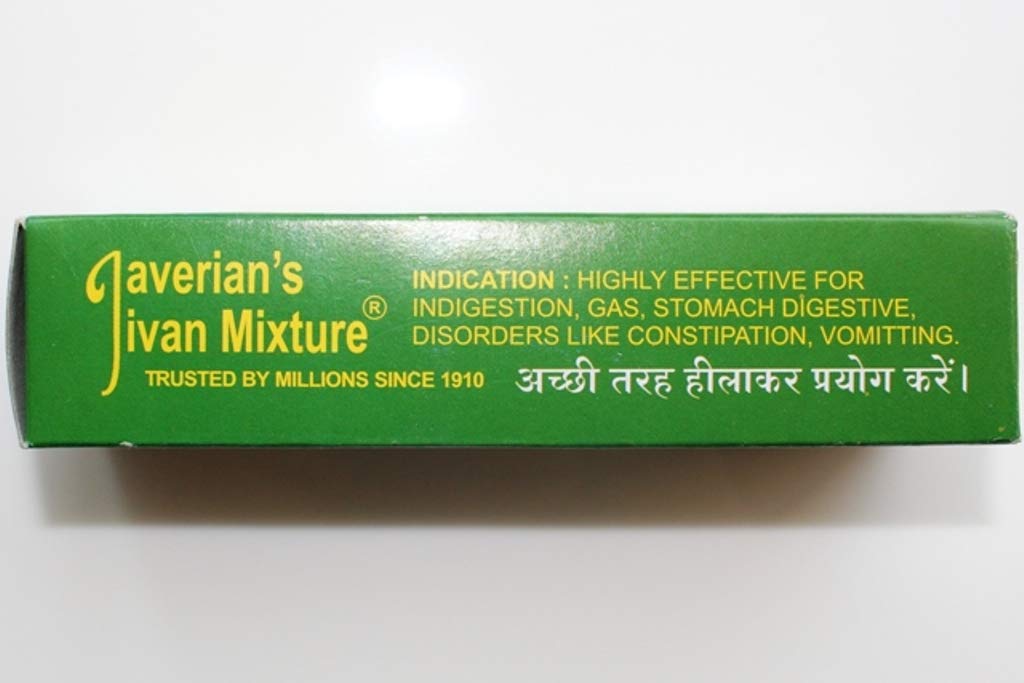 Javerian's
Jivan Mixture®
TRUSTED BY MILLIONS SINCE 1910
INDICATION : HIGHLY EFFECTIVE FOR
INDIGESTION, GAS, STOMACH DIGESTIVE,
DISORDERS LIKE CONSTIPATION, VOMITTING.
अच्छी तरह हीलाकर प्रयोग करें।